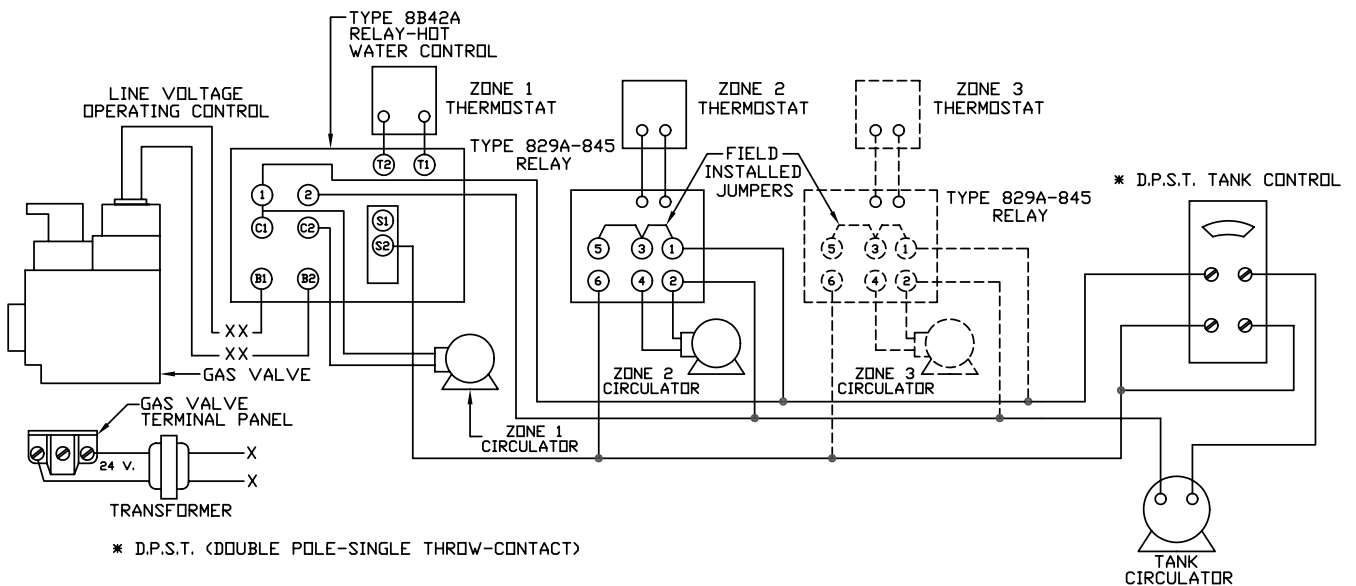 TYPE 8B42A
RELAY-HOT
WATER CONTROL
LINE VOLTAGE
OPERATING CONTROL
ZONE 1
THERMOSTAT
ZONE 2
THERMOSTAT
ZONE 3
THERMOSTAT
TYPE 829A-845
RELAY
FIELD
INSTALLED
JUMPERS
TYPE 829A-845
RELAY
* D.P.S.T. TANK CONTROL
T2 T1
1 2
C1 C2
S1
S2
B1 B2
5 3 1
6 4 2
5 3 1
6 4 2
XX
XX
GAS VALVE
ZONE 2
CIRCULATOR
ZONE 3
CIRCULATOR
GAS VALVE
TERMINAL PANEL
ZONE 1
CIRCULATOR
24 V.
X
X
TRANSFORMER
TANK
CIRCULATOR
* D.P.S.T. (DOUBLE POLE-SINGLE THROW-CONTACT)